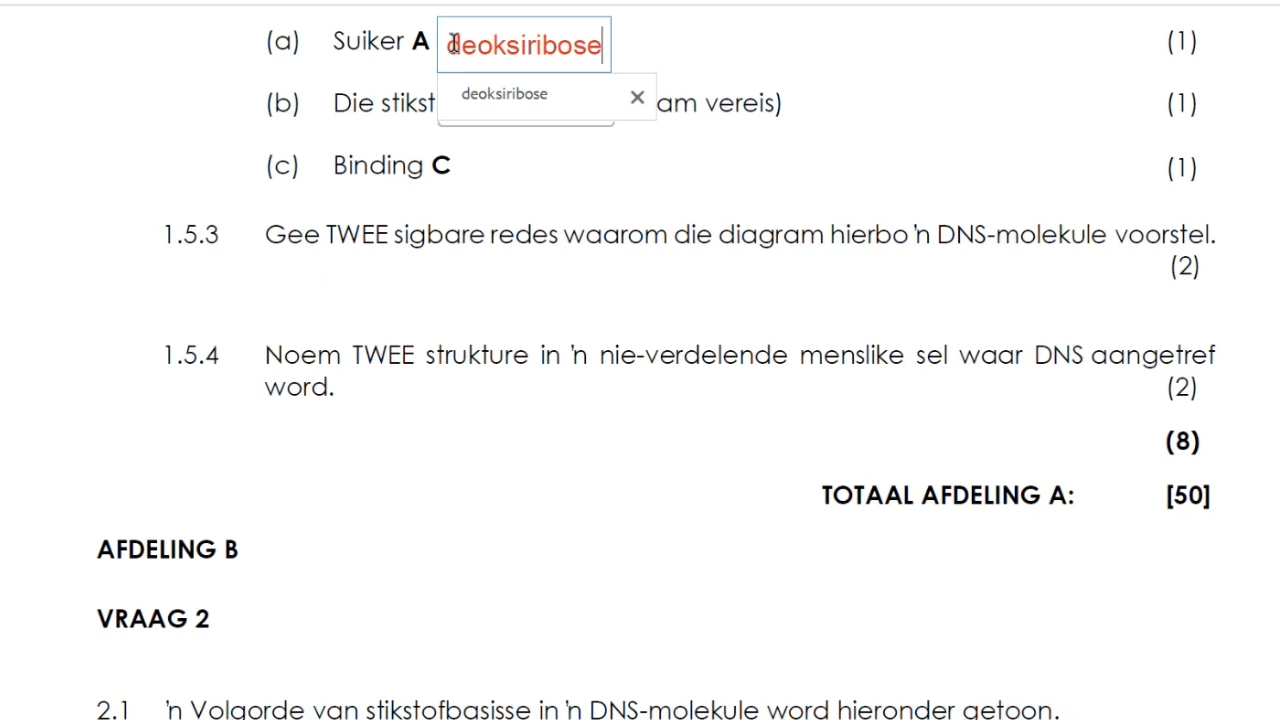 (a) Suiker A deoksiribose (1)
deoksiribose
(b) Die stikst am vereis) (1)
(c) Binding C (1)
1.5.3 Gee TWEE sigbare redes waarom die diagram hierbo 'n DNS-molekule voorstel.
(2)
1.5.4 Noem TWEE strukture in 'n nie-verdelende menslike sel waar DNS aangetref
word. (2)
(8)
TOTAAL AFDELING A: [50]
AFDELING B
VRAAG 2
2.1 'n Volgorde van stikstofbasisse in 'n DNS-molekule word hieronder getoon.